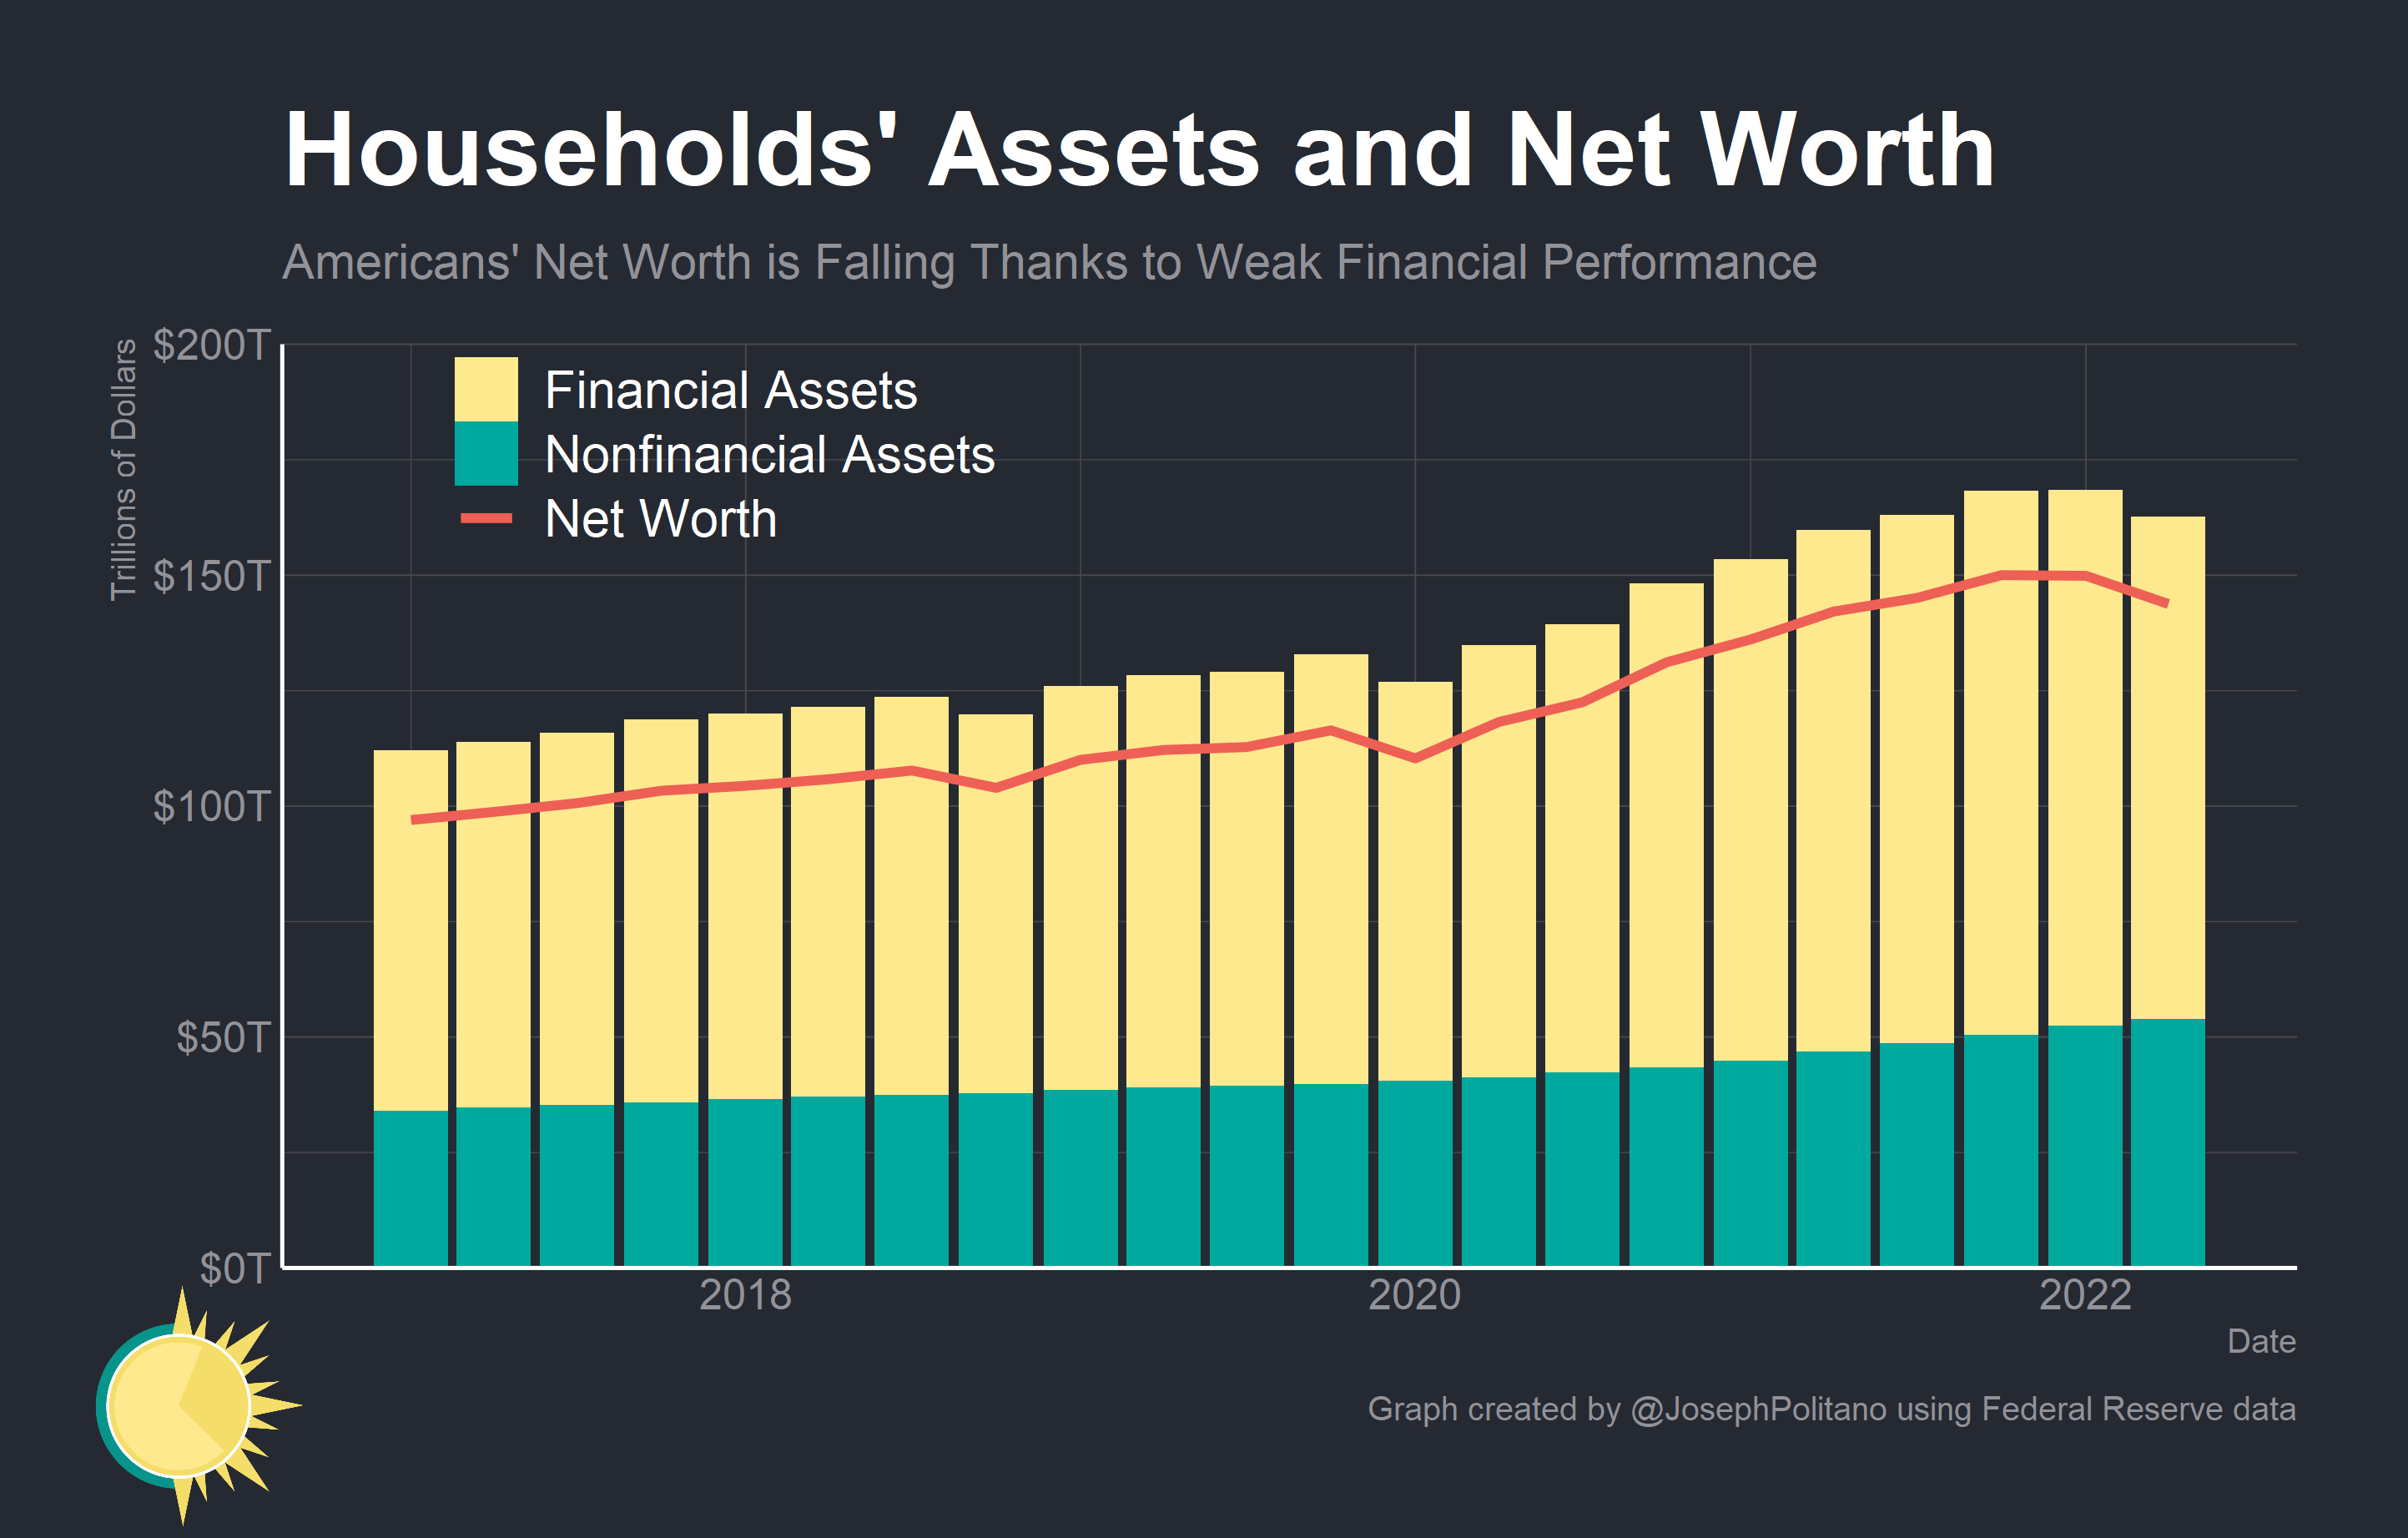 Households' Assets and Net Worth
Americans' Net Worth is Falling Thanks to Weak Financial Performance
Trillions of Dollars
$200T
$150T
$100T
$50T
$0T
Financial Assets
Nonfinancial Assets
Net Worth
2018
2020
2022
Date
Graph created by @JosephPolitano using Federal Reserve data